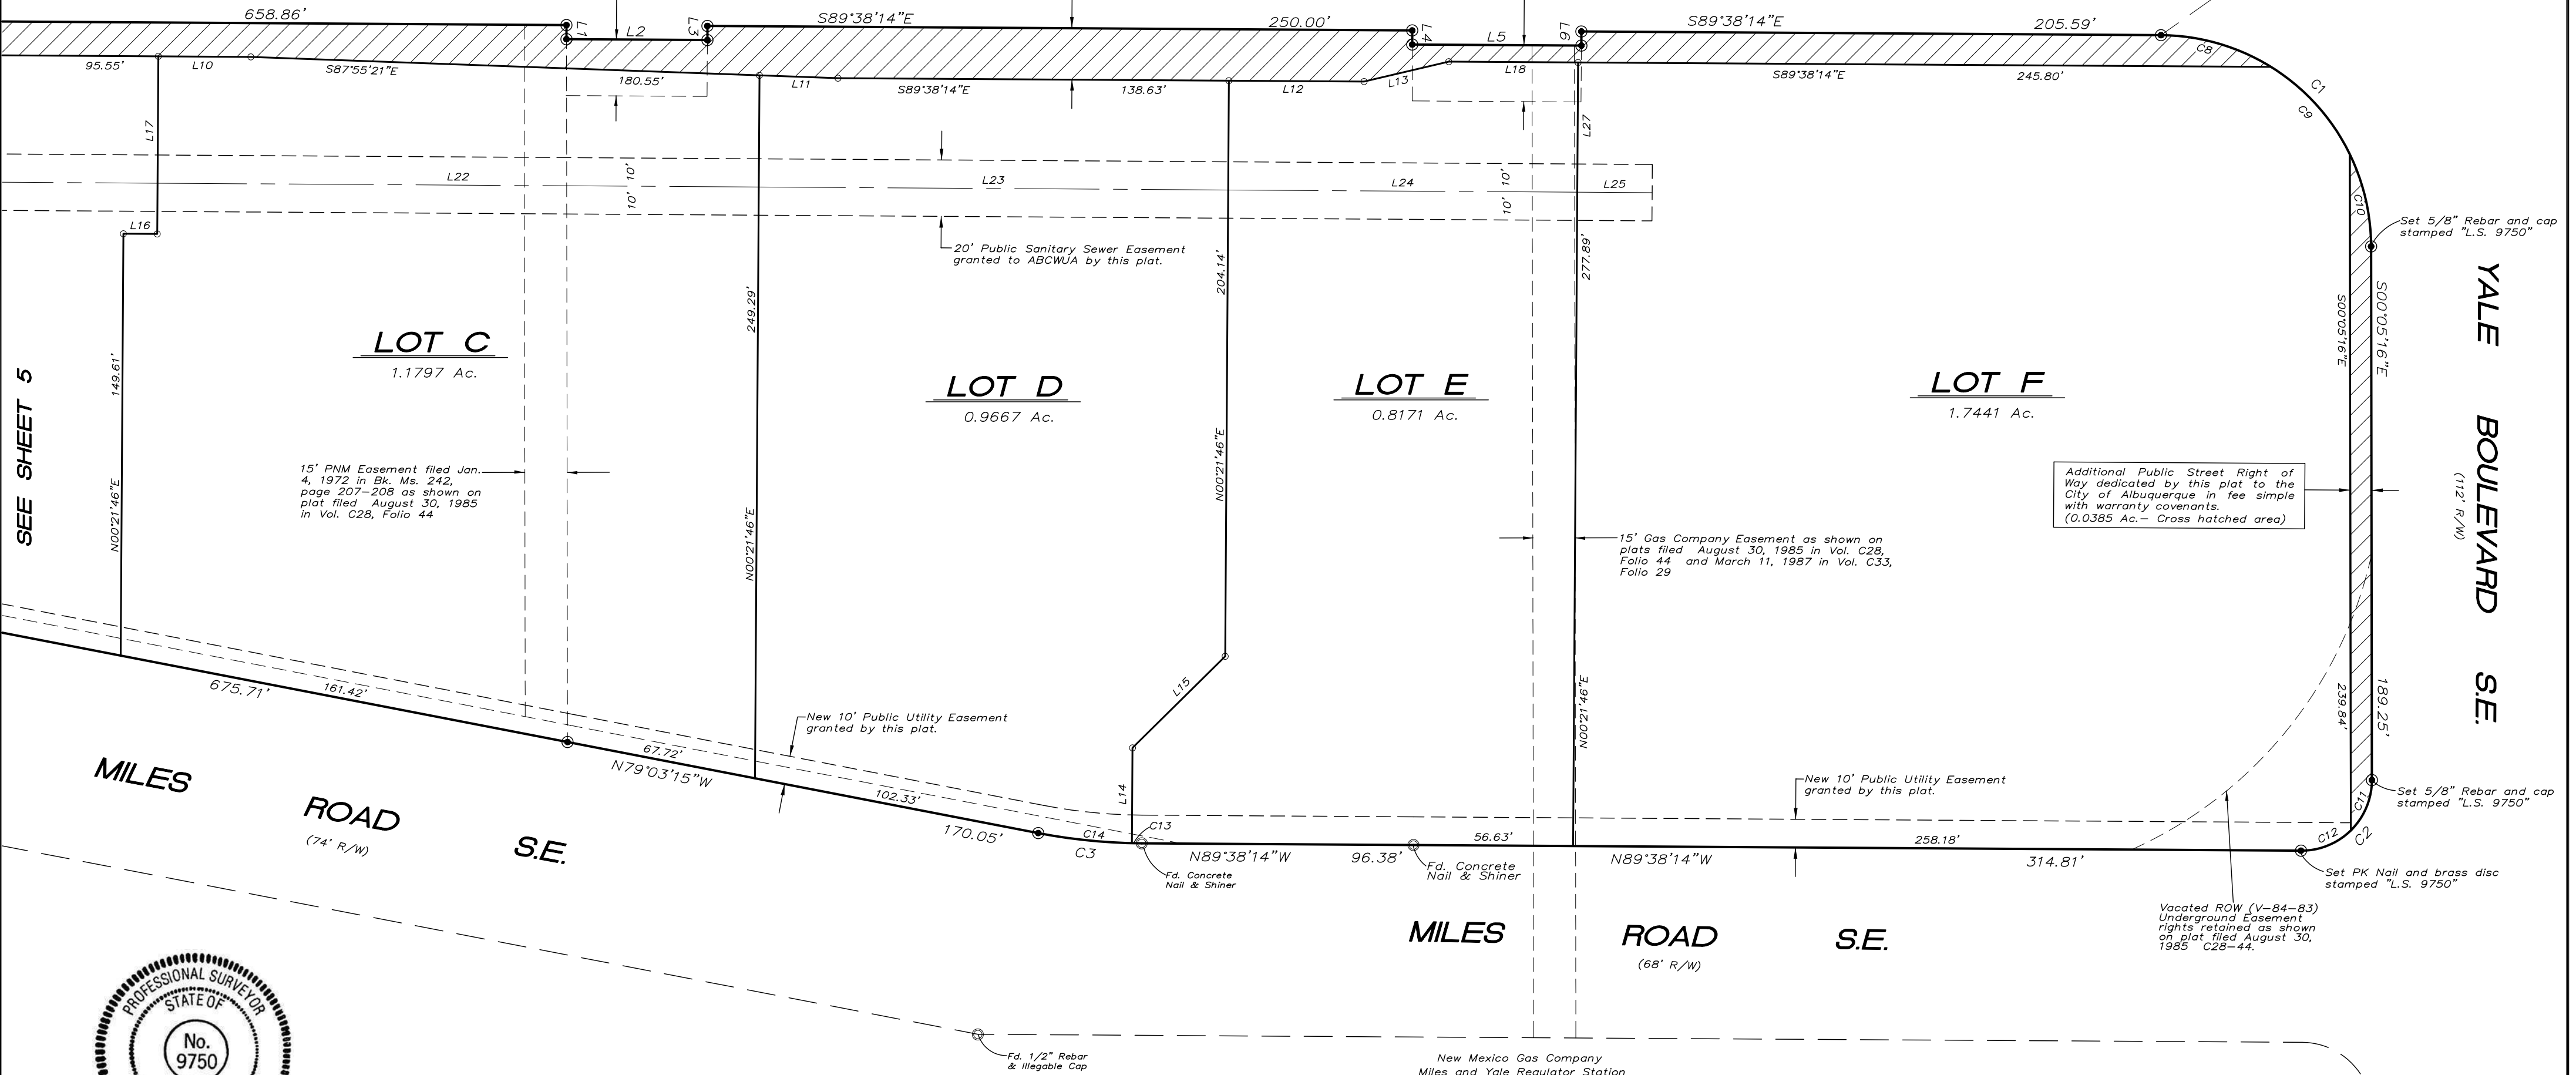 658.86'
L1
L2
L3
S89°38'14"E
250.00'
L4
L5
L6
S89°38'14"E
205.59'
C8
95.55'
L10
S87°55'21"E
180.55'
L11
S89°38'14"E
138.63'
L12
L13
L18
S89°38'14"E
245.80'
C1
C9
L17
L27
L22
10' 10'
L23
L24
10' 10'
L25
C10
L16
Set 5/8" Rebar and cap
stamped "L.S. 9750"
20' Public Sanitary Sewer Easement
granted to ABCWUA by this plat.
249.29'
204.14'
277.89'
S00°05'16"E
S00°05'16"E
YALE BOULEVARD S.E.
(112' R/W)
SEE SHEET 5
149.61'
LOT C
1.1797 Ac.
LOT D
0.9667 Ac.
LOT E
0.8171 Ac.
LOT F
1.7441 Ac.
15' PNM Easement filed Jan.
4, 1972 in Bk. Ms. 242,
page 207-208 as shown on
plat filed August 30, 1985
in Vol. C28, Folio 44
N00°21'46"E
N00°21'46"E
N00°21'46"E
Additional Public Street Right of
Way dedicated by this plat to the
City of Albuquerque in fee simple
with warranty covenants.
(0.0385 Ac.- Cross hatched area)
15' Gas Company Easement as shown on
plats filed August 30, 1985 in Vol. C28,
Folio 44 and March 11, 1987 in Vol. C33,
Folio 29
N00°21'46"E
239.84'
189.25'
675.71'
161.42'
L15
New 10' Public Utility Easement
granted by this plat.
67.72'
N79°03'15"W
102.33'
170.05'
L14
C14
C3
C13
New 10' Public Utility Easement
granted by this plat.
Set 5/8" Rebar and cap
stamped "L.S. 9750"
C11
C12
C2
N89°38'14"W
96.38'
56.63'
N89°38'14"W
258.18'
314.81'
Fd. Concrete
Nail & Shiner
Fd. Concrete
Nail & Shiner
Set PK Nail and brass disc
stamped "L.S. 9750"
Vacated ROW (V-84-83)
Underground Easement
rights retained as shown
on plat filed August 30,
1985 C28-44.
MILES ROAD S.E.
(74' R/W)
MILES ROAD S.E.
(68' R/W)
PROFESSIONAL SURVEYOR
STATE OF
No.
9750
Fd. 1/2" Rebar
& Illegable Cap
New Mexico Gas Company
Miles and Yale Regulator Station